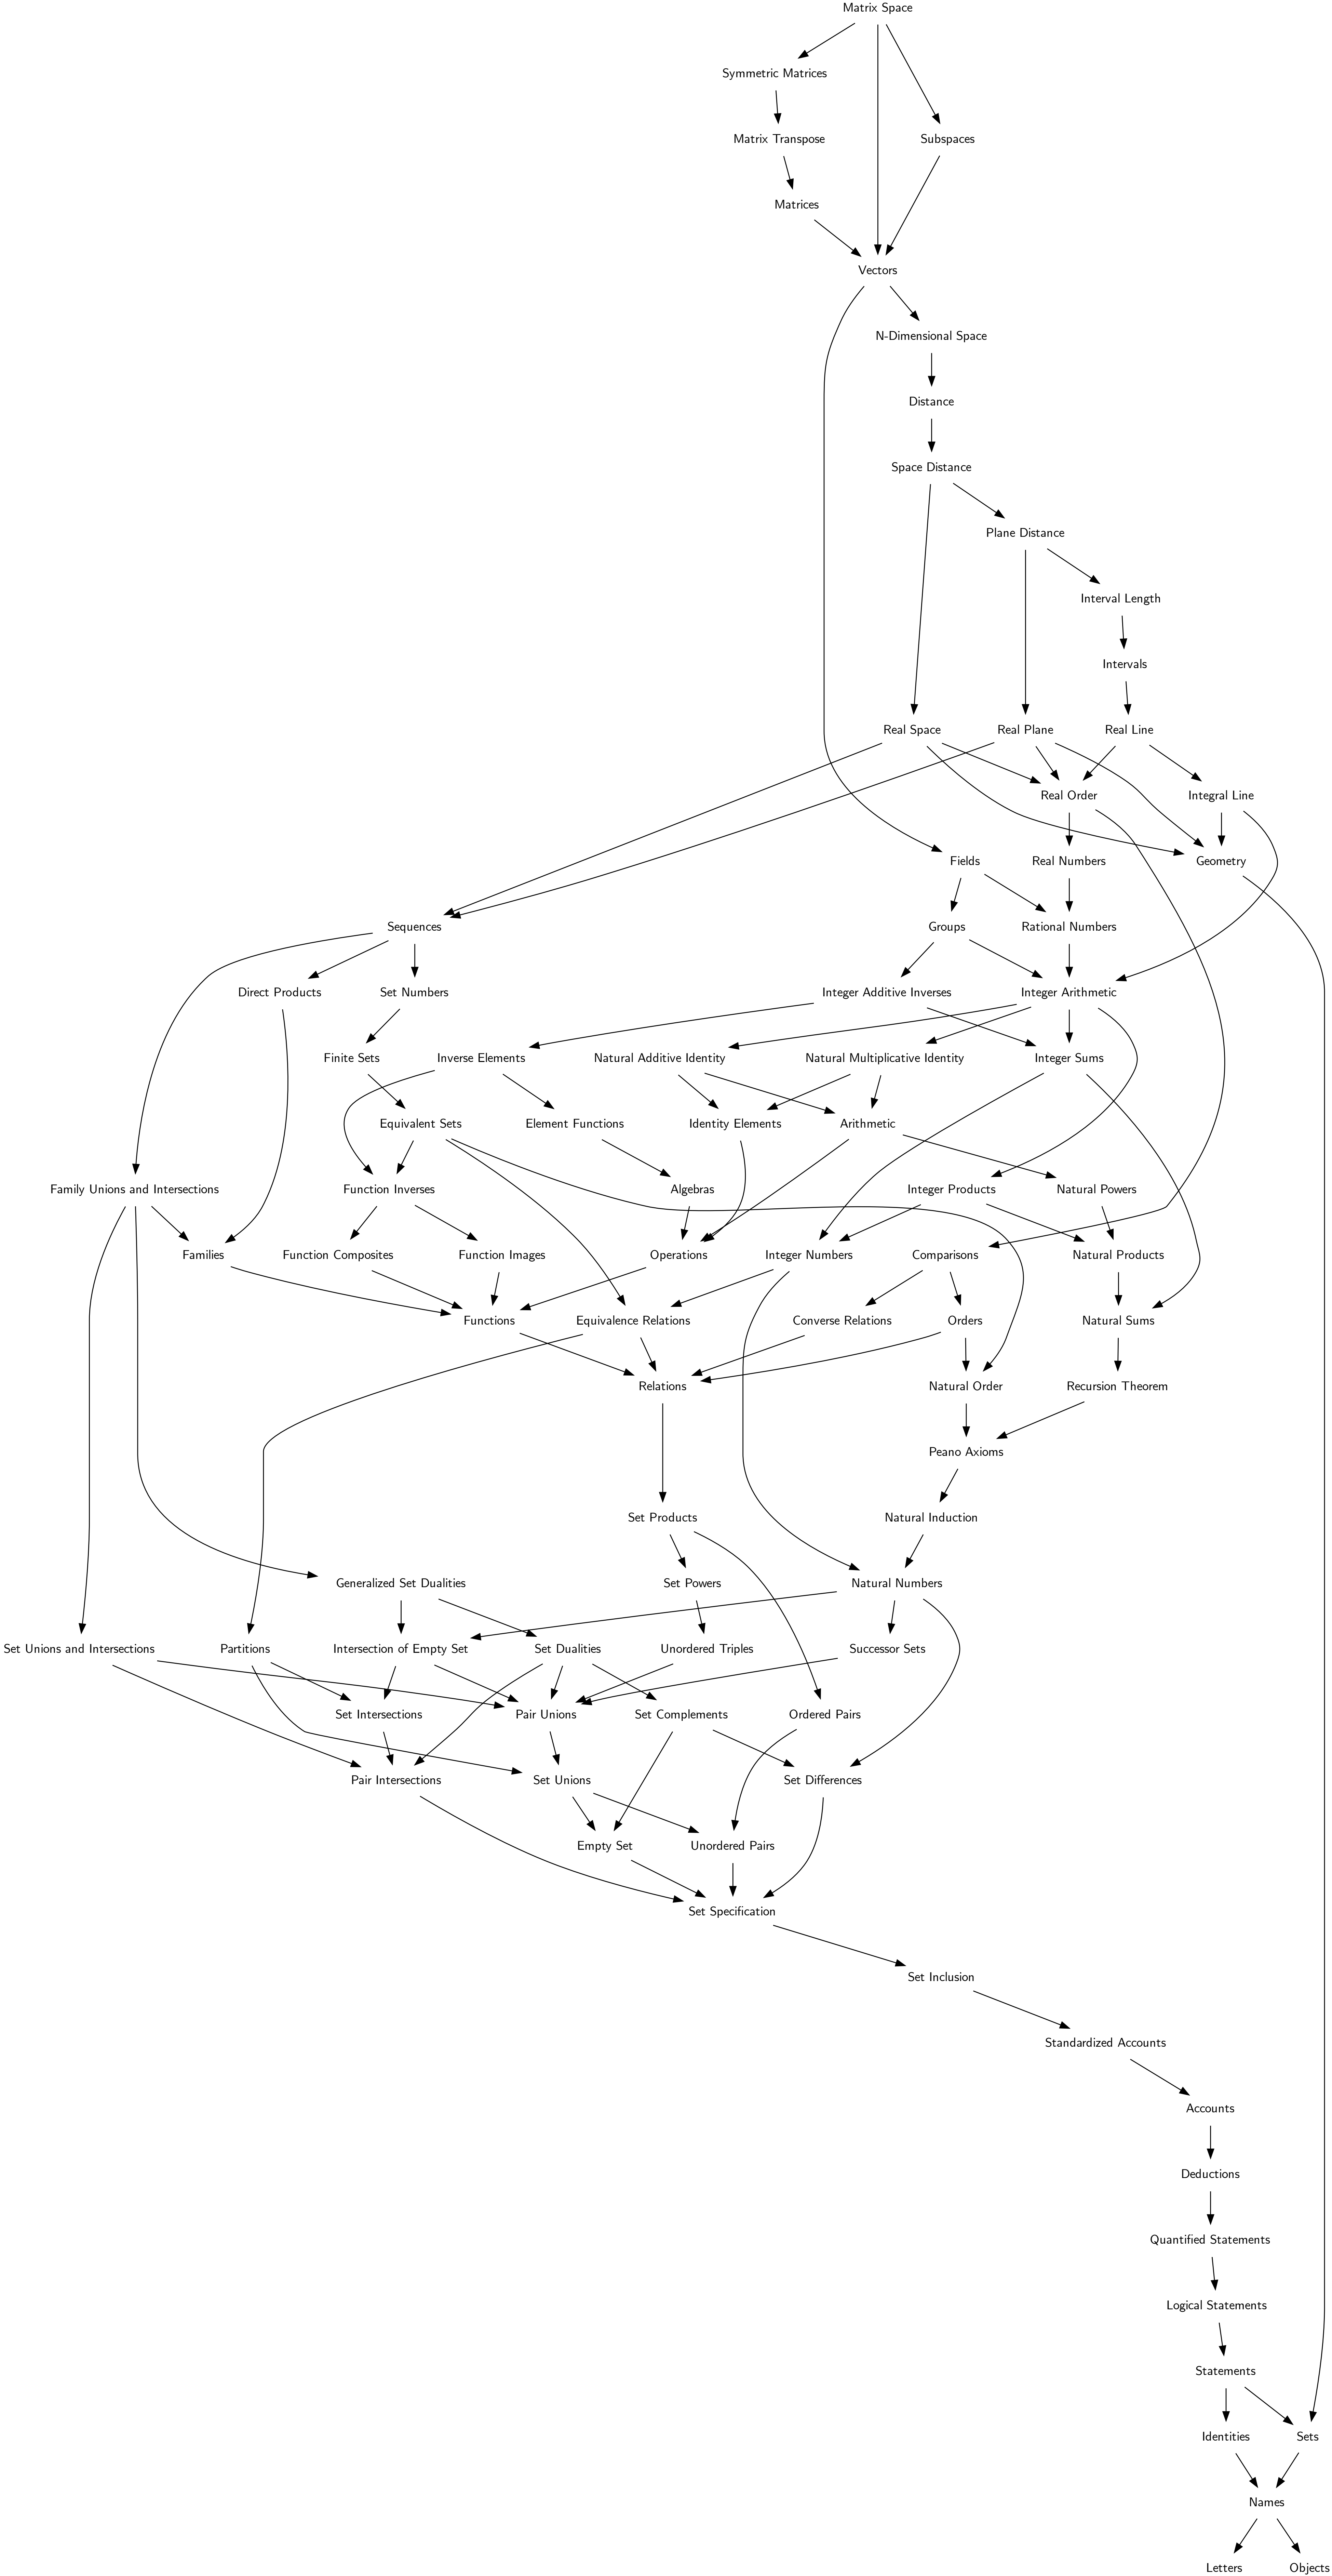 Matrix Space
Symmetric Matrices
Matrix Transpose
Subspaces
Matrices
Vectors
N-Dimensional Space
Distance
Space Distance
Plane Distance
Interval Length
Intervals
Real Space
Real Plane
Real Line
Real Order
Integral Line
Fields
Real Numbers
Geometry
Sequences
Groups
Rational Numbers
Direct Products
Set Numbers
Integer Additive Inverses
Integer Arithmetic
Finite Sets
Inverse Elements
Natural Additive Identity
Natural Multiplicative Identity
Integer Sums
Equivalent Sets
Element Functions
Identity Elements
Arithmetic
Family Unions and Intersections
Function Inverses
Algebras
Integer Products
Natural Powers
Families
Function Composites
Function Images
Operations
Integer Numbers
Comparisons
Natural Products
Functions
Equivalence Relations
Converse Relations
Orders
Natural Sums
Relations
Natural Order
Recursion Theorem
Peano Axioms
Set Products
Natural Induction
Generalized Set Dualities
Set Powers
Natural Numbers
Set Unions and Intersections
Partitions
Intersection of Empty Set
Set Dualities
Unordered Triples
Successor Sets
Set Intersections
Pair Unions
Set Complements
Ordered Pairs
Pair Intersections
Set Unions
Set Differences
Empty Set
Unordered Pairs
Set Specification
Set Inclusion
Standardized Accounts
Accounts
Deductions
Quantified Statements
Logical Statements
Statements
Identities
Sets
Names
Letters
Objects